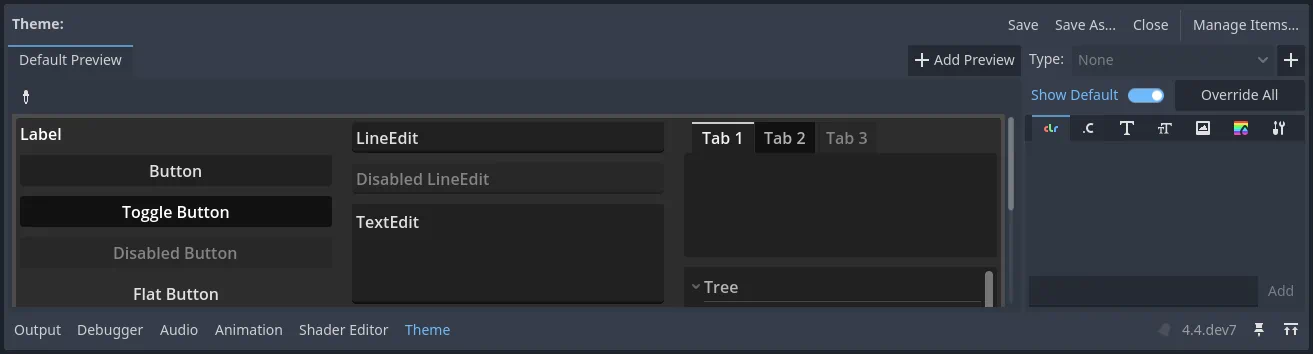 Theme:
Save Save As... Close Manage Items...
Default Preview
Add Preview
Type: None
Show Default
Override All
clr .C T TT
Label
Button
Toggle Button
Disabled Button
Flat Button
LineEdit
Disabled LineEdit
TextEdit
Tab 1 Tab 2 Tab 3
Tree
Add
Output Debugger Audio Animation Shader Editor Theme
4.4.dev7